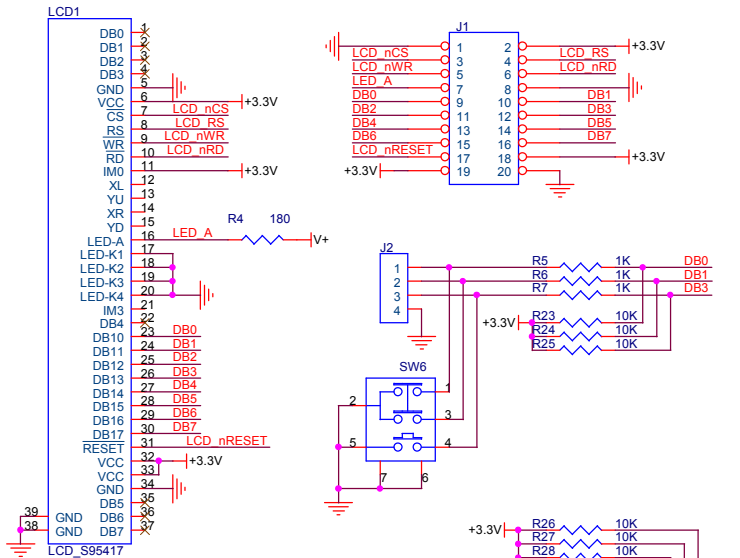 LCD1
DB0 1
DB1 2
DB2 3
DB3 4
GND 5
VCC 6 +3.3V
CS 7 LCD_nCS
RS 8 LCD_RS
WR 9 LCD_nWR
RD 10 LCD_nRD
IM0 11 +3.3V
XL 12
YU 13
XR 14
YD 15
LED-A 16 LED_A R4 180 V+
LED-K1 17
LED-K2 18
LED-K3 19
LED-K4 20
IM3 21
DB4 22
DB10 23 DB0
DB11 24 DB1
DB12 25 DB2
DB13 26 DB3
DB14 27 DB4
DB15 28 DB5
DB16 29 DB6
DB17 30 DB7
RESET 31 LCD_nRESET
VCC 32 +3.3V
VCC 33
GND 34
DB5 35
39 GND DB6 36
38 GND DB7 37
LCD_S95417
J1
1 2 +3.3V
LCD_nCS 3 4 LCD_RS
LCD_nWR 5 6 LCD_nRD
LED_A 7 8
DB0 9 10 DB1
DB2 11 12 DB3
DB4 13 14 DB5
DB6 15 16 DB7
LCD_nRESET 17 18 +3.3V
+3.3V 19 20
J2
1 R5 1K DB0
2 R6 1K DB1
3 R7 1K DB3
4
+3.3V R23 10K
R24 10K
R25 10K
SW6
1
2
3
5 4
7 6
+3.3V R26 10K
R27 10K
R28 10K